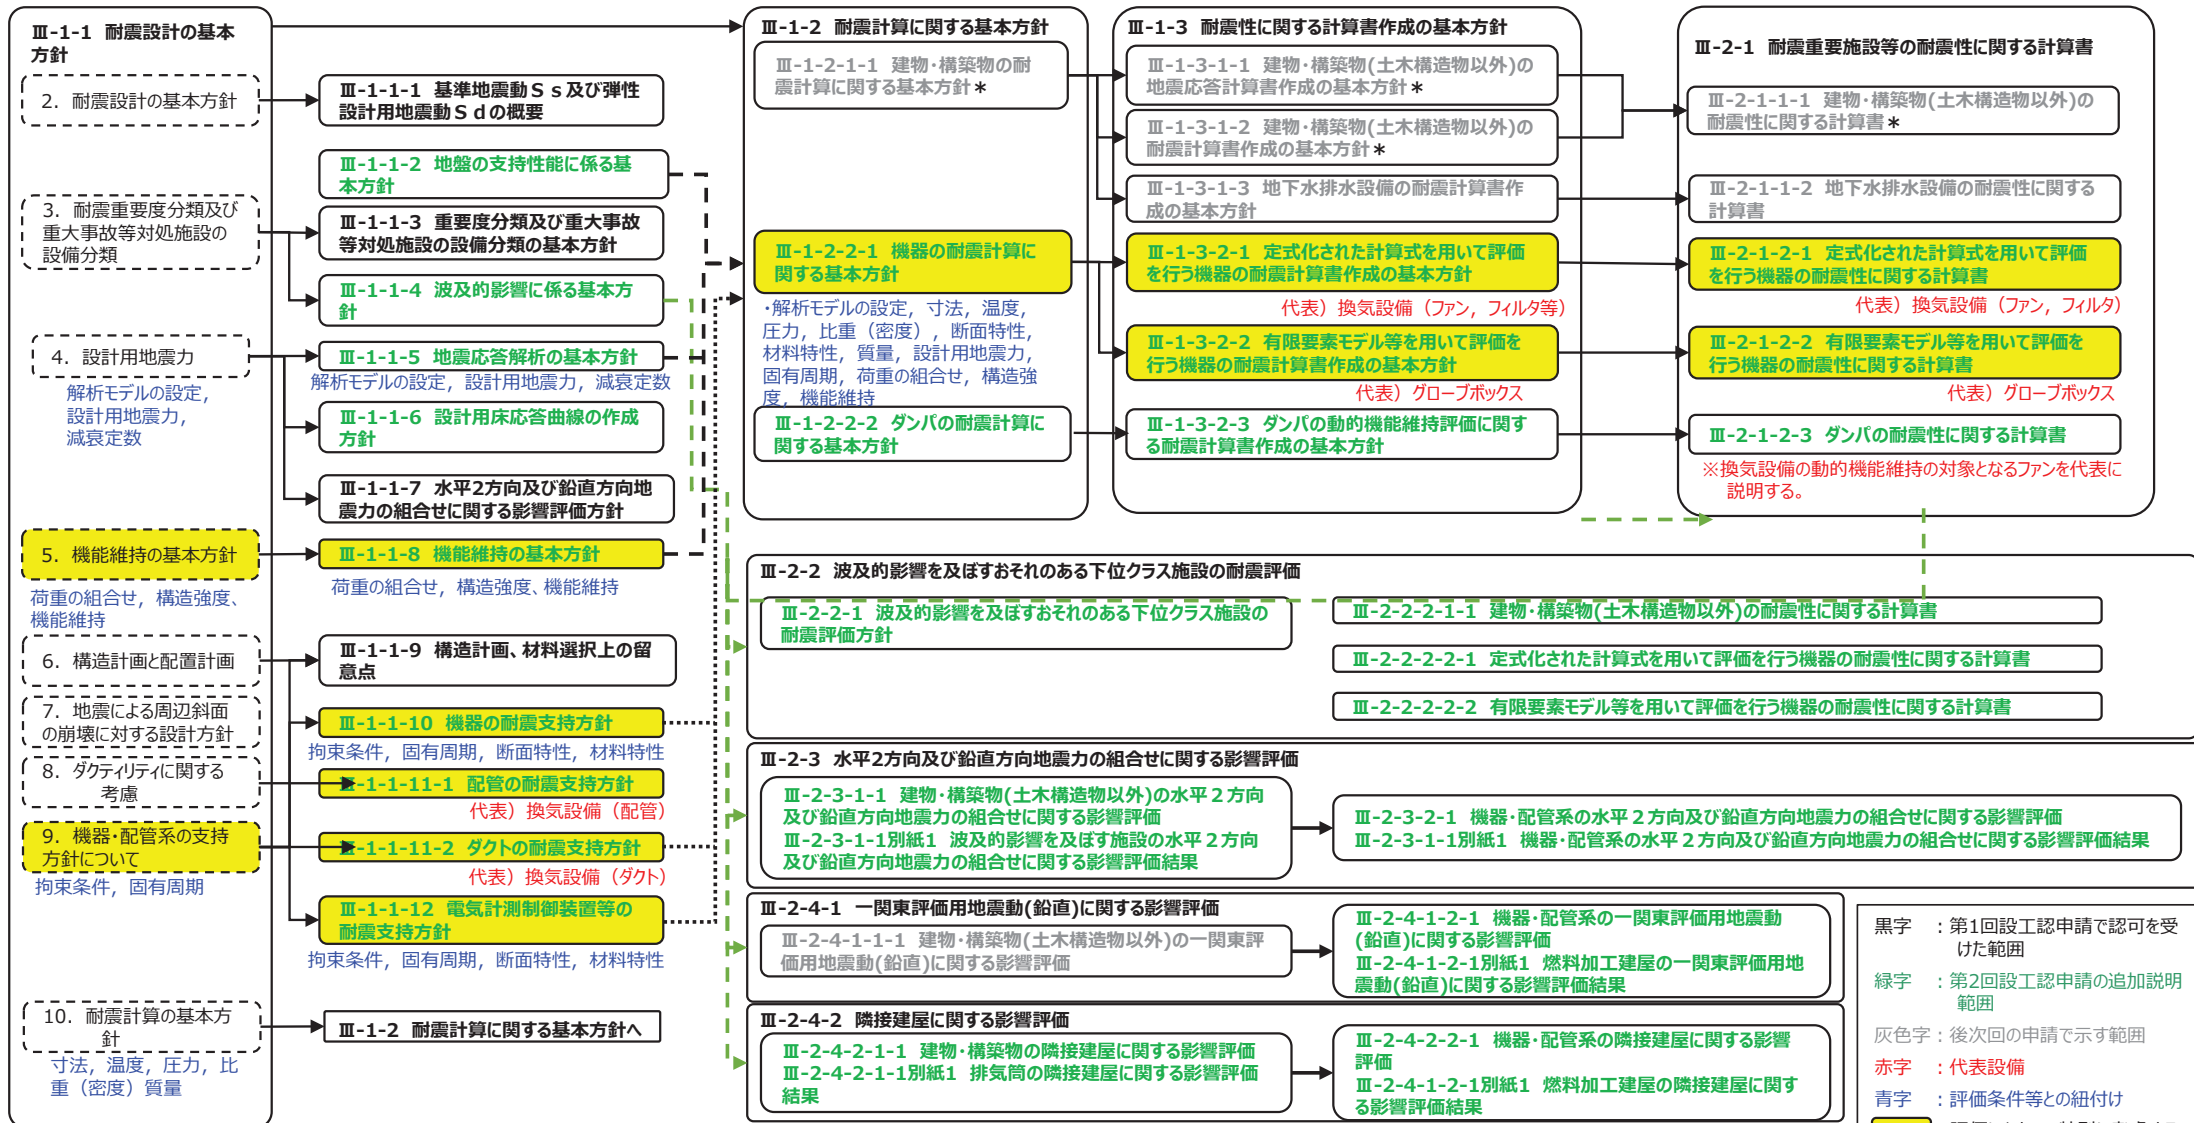 Ⅲ-1-1 耐震設計の基本
方針
2. 耐震設計の基本方針
3. 耐震重要度分類及び
重大事故等対処施設の
設備分類
4. 設計用地震力
解析モデルの設定,
設計用地震力,
減衰定数
5. 機能維持の基本方針
荷重の組合せ, 構造強度、
機能維持
6. 構造計画と配置計画
7. 地震による周辺斜面
の崩壊に対する設計方針
8. ダクティリティに関する
考慮
9. 機器・配管系の支持
方針について
拘束条件, 固有周期
10. 耐震計算の基本方
針
寸法, 温度, 圧力, 比
重（密度）質量
Ⅲ-1-1-1 基準地震動Ｓｓ及び弾性
設計用地震動Ｓｄの概要
Ⅲ-1-1-2 地盤の支持性能に係る基
本方針
Ⅲ-1-1-3 重要度分類及び重大事故
等対処施設の設備分類の基本方針
Ⅲ-1-1-4 波及的影響に係る基本方
針
Ⅲ-1-1-5 地震応答解析の基本方針
解析モデルの設定, 設計用地震力, 減衰定数
Ⅲ-1-1-6 設計用床応答曲線の作成
方針
Ⅲ-1-1-7 水平2方向及び鉛直方向地
震力の組合せに関する影響評価方針
Ⅲ-1-1-8 機能維持の基本方針
荷重の組合せ, 構造強度、機能維持
Ⅲ-1-1-9 構造計画、材料選択上の留
意点
Ⅲ-1-1-10 機器の耐震支持方針
拘束条件, 固有周期, 断面特性, 材料特性
Ⅲ-1-1-11-1 配管の耐震支持方針
代表）換気設備（配管）
Ⅲ-1-1-11-2 ダクトの耐震支持方針
代表）換気設備（ダクト）
Ⅲ-1-1-12 電気計測制御装置等の
耐震支持方針
拘束条件, 固有周期, 断面特性, 材料特性
Ⅲ-1-2 耐震計算に関する基本方針へ
Ⅲ-1-2 耐震計算に関する基本方針
Ⅲ-1-2-1-1 建物・構築物の耐
震計算に関する基本方針＊
Ⅲ-1-2-2-1 機器の耐震計算に
関する基本方針
・解析モデルの設定, 寸法, 温度,
圧力, 比重（密度）, 断面特性,
材料特性, 質量, 設計用地震力,
固有周期, 荷重の組合せ, 構造強
度, 機能維持
Ⅲ-1-2-2-2 ダンパの耐震計算に
関する基本方針
Ⅲ-1-3 耐震性に関する計算書作成の基本方針
Ⅲ-1-3-1-1 建物・構築物(土木構造物以外)の
地震応答計算書作成の基本方針＊
Ⅲ-1-3-1-2 建物・構築物(土木構造物以外)の
耐震計算書作成の基本方針＊
Ⅲ-1-3-1-3 地下水排水設備の耐震計算書作
成の基本方針
Ⅲ-1-3-2-1 定式化された計算式を用いて評価
を行う機器の耐震計算書作成の基本方針
代表）換気設備（ファン, フィルタ等）
Ⅲ-1-3-2-2 有限要素モデル等を用いて評価を
行う機器の耐震計算書作成の基本方針
代表）グローブボックス
Ⅲ-1-3-2-3 ダンパの動的機能維持評価に関す
る耐震計算書作成の基本方針
Ⅲ-2-1 耐震重要施設等の耐震性に関する計算書
Ⅲ-2-1-1-1 建物・構築物(土木構造物以外)の
耐震性に関する計算書＊
Ⅲ-2-1-1-2 地下水排水設備の耐震性に関する
計算書
Ⅲ-2-1-2-1 定式化された計算式を用いて評価
を行う機器の耐震性に関する計算書
代表）換気設備（ファン, フィルタ）
Ⅲ-2-1-2-2 有限要素モデル等を用いて評価を
行う機器の耐震性に関する計算書
代表）グローブボックス
Ⅲ-2-1-2-3 ダンパの耐震性に関する計算書
※換気設備の動的機能維持の対象となるファンを代表に
説明する。
Ⅲ-2-2 波及的影響を及ぼすおそれのある下位クラス施設の耐震評価
Ⅲ-2-2-1 波及的影響を及ぼすおそれのある下位クラス施設の
耐震評価方針
Ⅲ-2-2-2-1-1 建物・構築物(土木構造物以外)の耐震性に関する計算書
Ⅲ-2-2-2-2-1 定式化された計算式を用いて評価を行う機器の耐震性に関する計算書
Ⅲ-2-2-2-2-2 有限要素モデル等を用いて評価を行う機器の耐震性に関する計算書
Ⅲ-2-3 水平2方向及び鉛直方向地震力の組合せに関する影響評価
Ⅲ-2-3-1-1 建物・構築物(土木構造物以外)の水平２方向
及び鉛直方向地震力の組合せに関する影響評価
Ⅲ-2-3-1-1別紙1 波及的影響を及ぼす施設の水平２方向
及び鉛直方向地震力の組合せに関する影響評価結果
Ⅲ-2-3-2-1 機器・配管系の水平２方向及び鉛直方向地震力の組合せに関する影響評価
Ⅲ-2-3-1-1別紙1 機器・配管系の水平２方向及び鉛直方向地震力の組合せに関する影響評価結果
Ⅲ-2-4-1 一関東評価用地震動(鉛直)に関する影響評価
Ⅲ-2-4-1-1-1 建物・構築物(土木構造物以外)の一関東評
価用地震動(鉛直)に関する影響評価
Ⅲ-2-4-1-2-1 機器・配管系の一関東評価用地震動
(鉛直)に関する影響評価
Ⅲ-2-4-1-2-1別紙1 燃料加工建屋の一関東評価用地
震動(鉛直)に関する影響評価結果
Ⅲ-2-4-2 隣接建屋に関する影響評価
Ⅲ-2-4-2-1-1 建物・構築物の隣接建屋に関する影響評価
Ⅲ-2-4-2-1-1別紙1 排気筒の隣接建屋に関する影響評価
結果
Ⅲ-2-4-2-2-1 機器・配管系の隣接建屋に関する影響
評価
Ⅲ-2-4-1-2-1別紙1 燃料加工建屋の隣接建屋に関す
る影響評価結果
黒字 ：第1回設工認申請で認可を受
けた範囲
緑字 ：第2回設工認申請の追加説明
範囲
灰色字：後次回の申請で示す範囲
赤字 ：代表設備
青字 ：評価条件等との紐付け